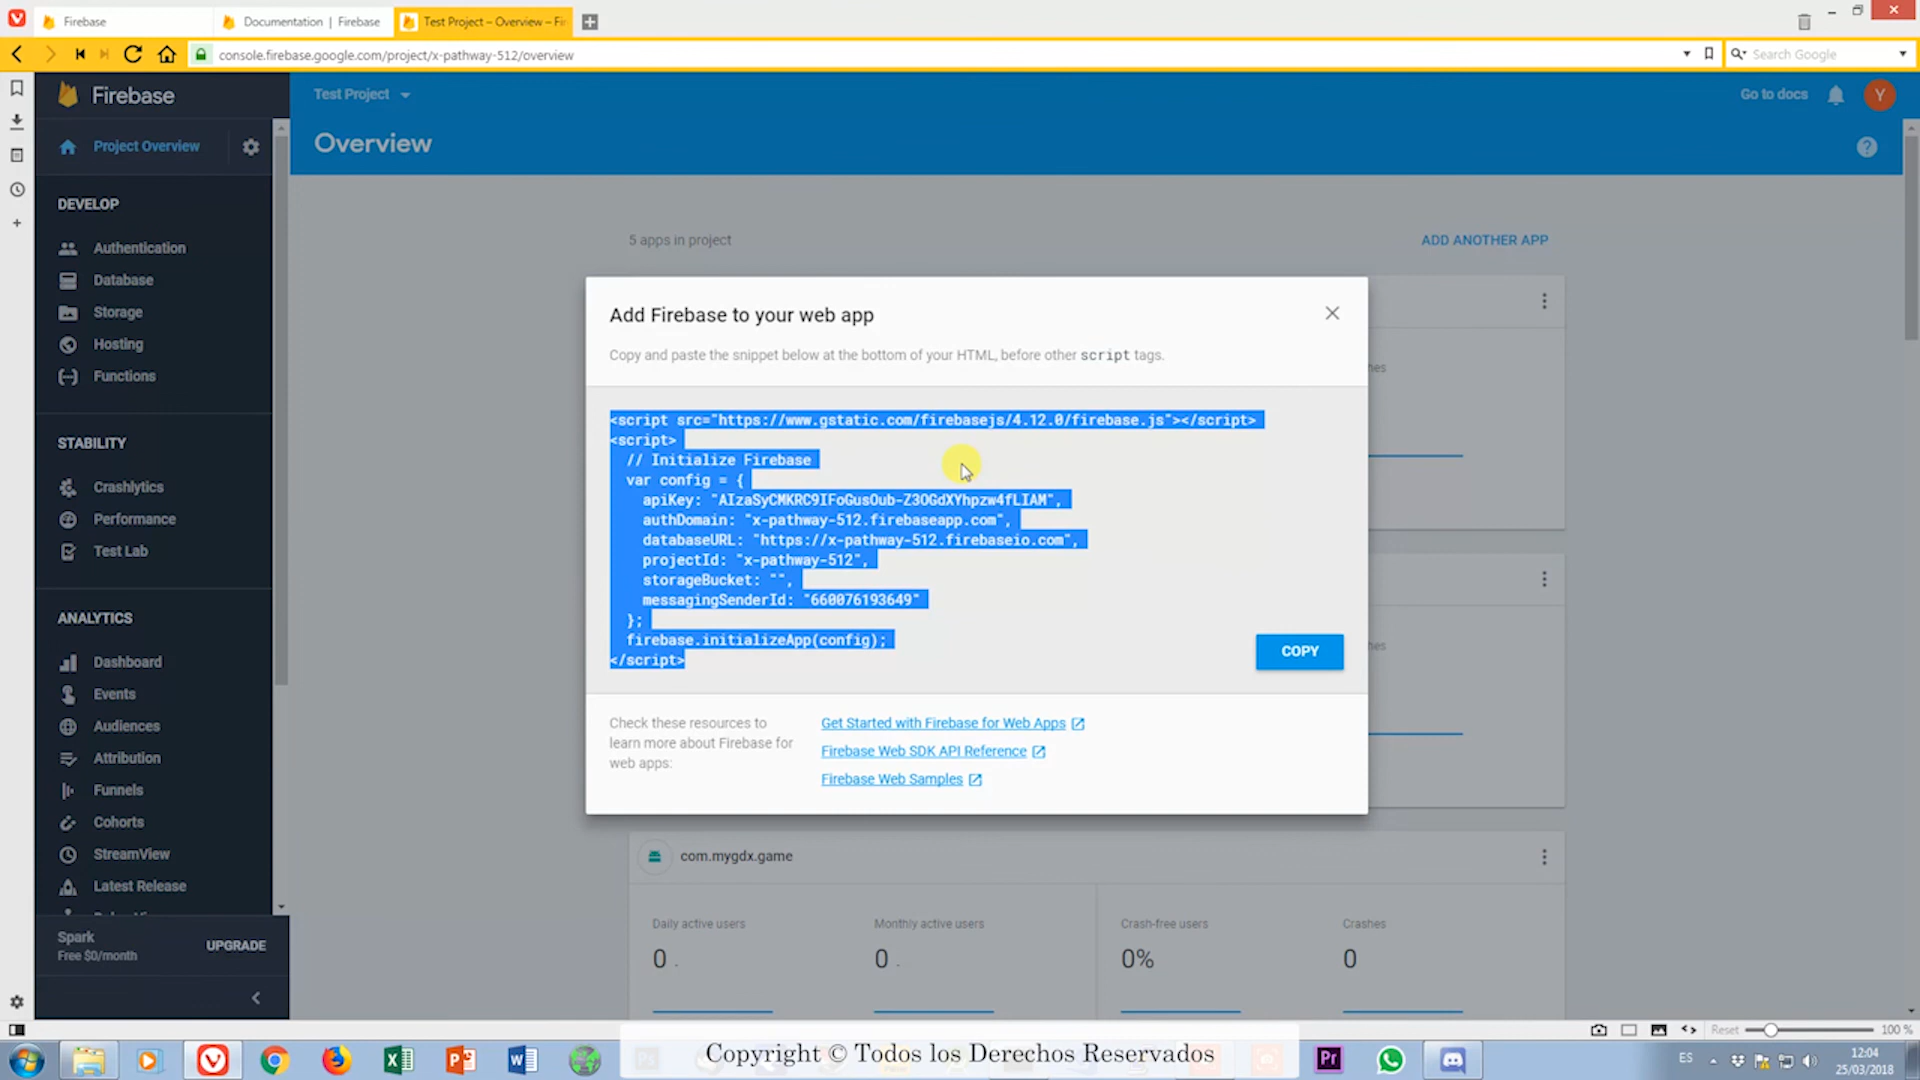 Firebase
Documentation | Firebase
Test Project – Overview – Fi
console.firebase.google.com/project/x-pathway-512/overview
Search Google
Firebase
Test Project
Go to docs
Y
Project Overview
Overview
?
DEVELOP
Authentication
Database
Storage
Hosting
Functions
STABILITY
Crashlytics
Performance
Test Lab
ANALYTICS
Dashboard
Events
Audiences
Attribution
Funnels
Cohorts
StreamView
Latest Release
Spark
Free $0/month
UPGRADE
5 apps in project
ADD ANOTHER APP
Add Firebase to your web app
Copy and paste the snippet below at the bottom of your HTML, before other script tags.
<script src="https://www.gstatic.com/firebasejs/4.12.0/firebase.js"></script>
<script>
// Initialize Firebase
var config = {
apiKey: "AIzaSyCMKRC9IFoGusOub-Z3OGdXYhpzw4fLIAM",
authDomain: "x-pathway-512.firebaseapp.com",
databaseURL: "https://x-pathway-512.firebaseio.com",
projectId: "x-pathway-512",
storageBucket: "",
messagingSenderId: "660076193649"
};
firebase.initializeApp(config);
</script>
COPY
Check these resources to
learn more about Firebase for
web apps:
Get Started with Firebase for Web Apps
Firebase Web SDK API Reference
Firebase Web Samples
com.mygdx.game
Daily active users
Monthly active users
Crash-free users
Crashes
0
0
0%
0
Reset
100 %
Copyright © Todos los Derechos Reservados
Pr
ES
12:04
25/03/2018